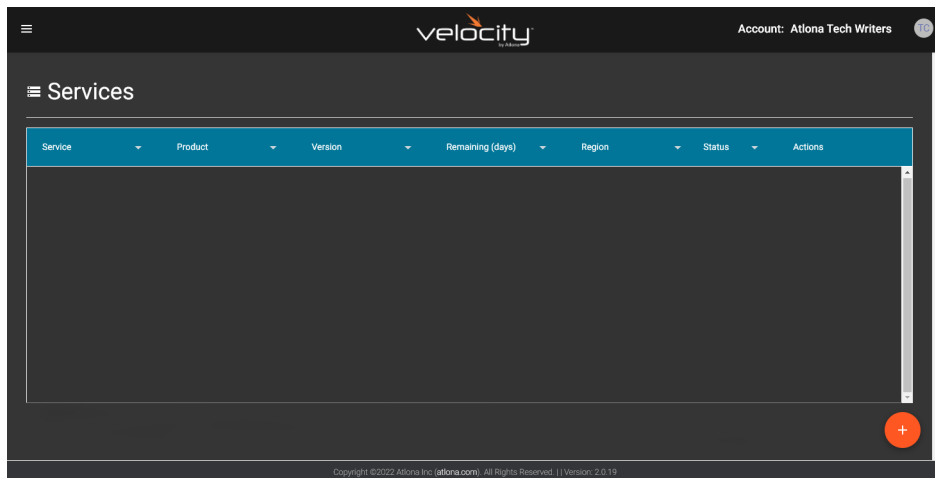 velocity
by Atlona
Account: Atlona Tech Writers
TC
Services
Service Product Version Remaining (days) Region Status Actions
Copyright ©2022 Atlona Inc (atlona.com). All Rights Reserved. | | Version: 2.0.19